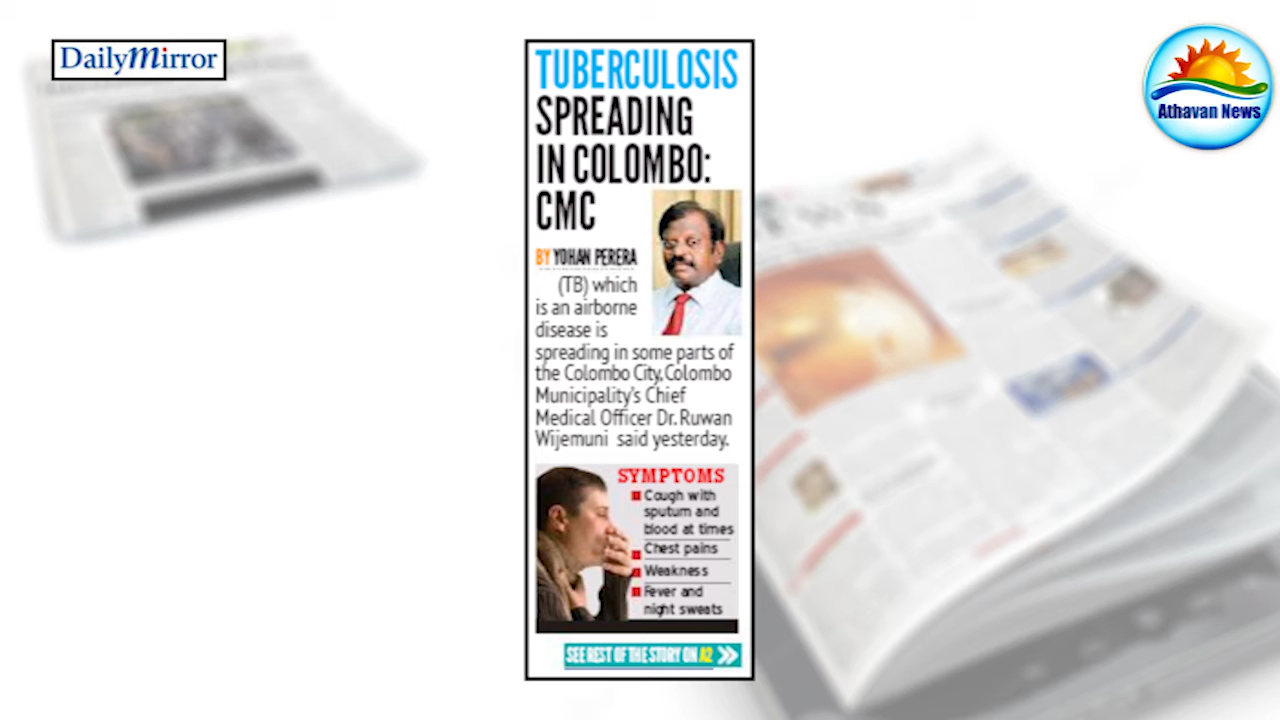 DailyMirror
Athavan News
TUBERCULOSIS
SPREADING
IN COLOMBO:
CMC
BY YOHAN PERERA
(TB) which
is an airborne
disease is
spreading in some parts of
the Colombo City, Colombo
Municipality's Chief
Medical Officer Dr. Ruwan
Wijemuni said yesterday.
SYMPTOMS
Cough with
sputum and
blood at times
Chest pains
Weakness
Fever and
night sweats
SEE REST OF THE STORY ON A2